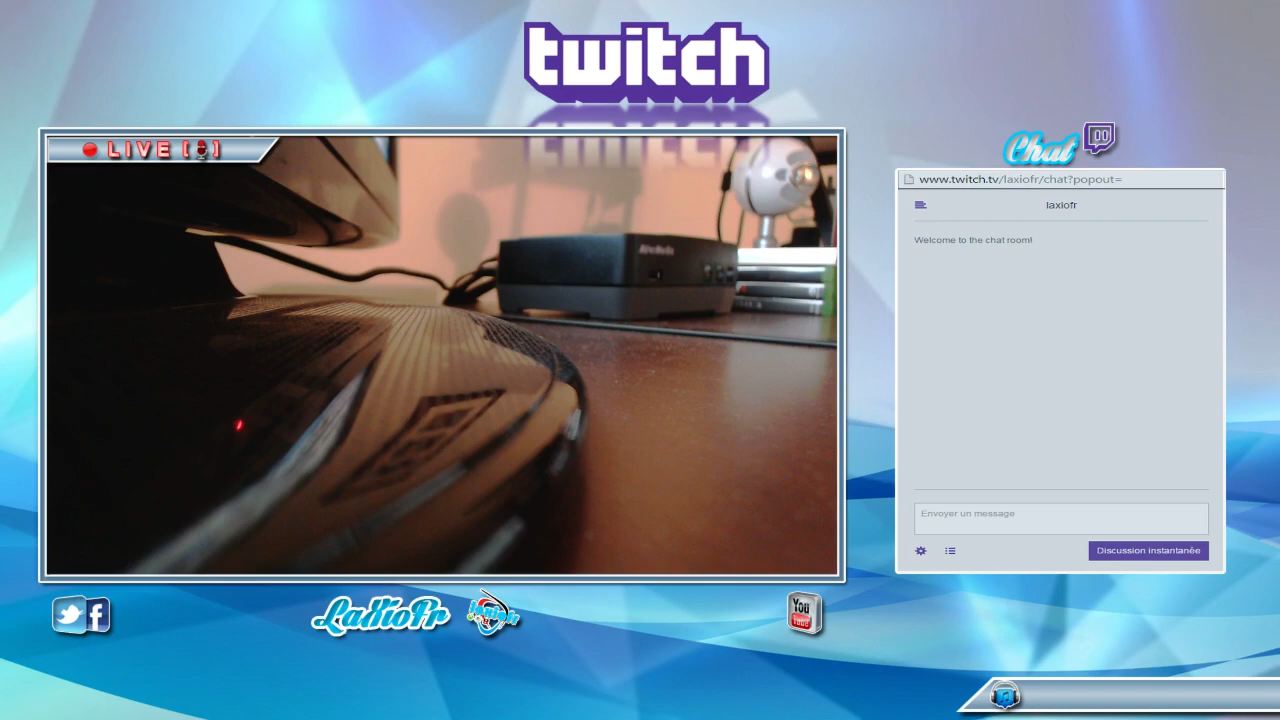 twitch
LIVE [ ]
Chat
www.twitch.tv/laxiofr/chat?popout=
laxiofr
Welcome to the chat room!
Envoyer un message
Discussion instantanée
LaXioFr
You
Tube